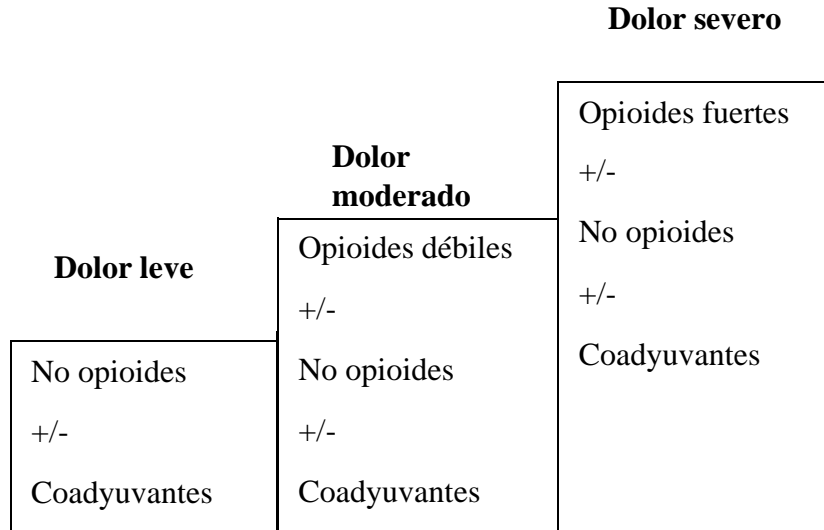 Dolor leve
No opioides
+/-
Coadyuvantes
Dolor
moderado
Opioides débiles
+/-
No opioides
+/-
Coadyuvantes
Dolor severo
Opioides fuertes
+/-
No opioides
+/-
Coadyuvantes